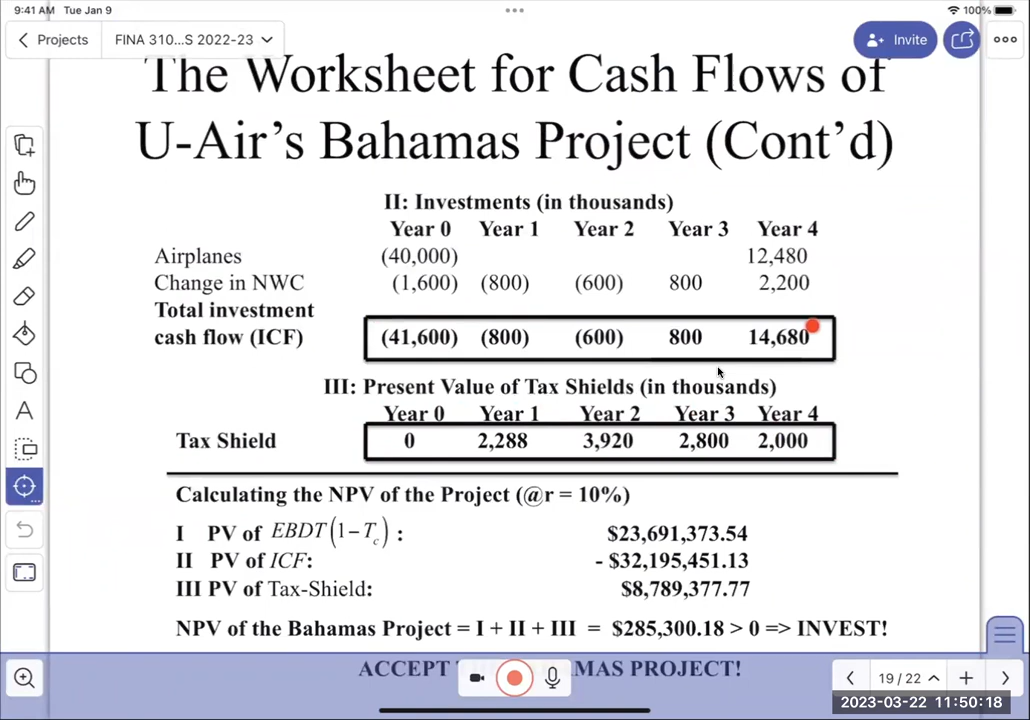 9:41 AM Tue Jan 9
100%
Projects
FINA 310...S 2022-23
Invite
The Worksheet for Cash Flows of
U-Air's Bahamas Project (Cont'd)
II: Investments (in thousands)
Year 0 Year 1 Year 2 Year 3 Year 4
Airplanes (40,000) 12,480
Change in NWC (1,600) (800) (600) 800 2,200
Total investment
cash flow (ICF) (41,600) (800) (600) 800 14,680
III: Present Value of Tax Shields (in thousands)
Year 0 Year 1 Year 2 Year 3 Year 4
Tax Shield 0 2,288 3,920 2,800 2,000
Calculating the NPV of the Project (@r = 10%)
I PV of EBDT(1−Tc) : $23,691,373.54
II PV of ICF: - $32,195,451.13
III PV of Tax-Shield: $8,789,377.77
NPV of the Bahamas Project = I + II + III = $285,300.18 > 0 => INVEST!
ACCEPT MAS PROJECT!
19 / 22
2023-03-22 11:50:18